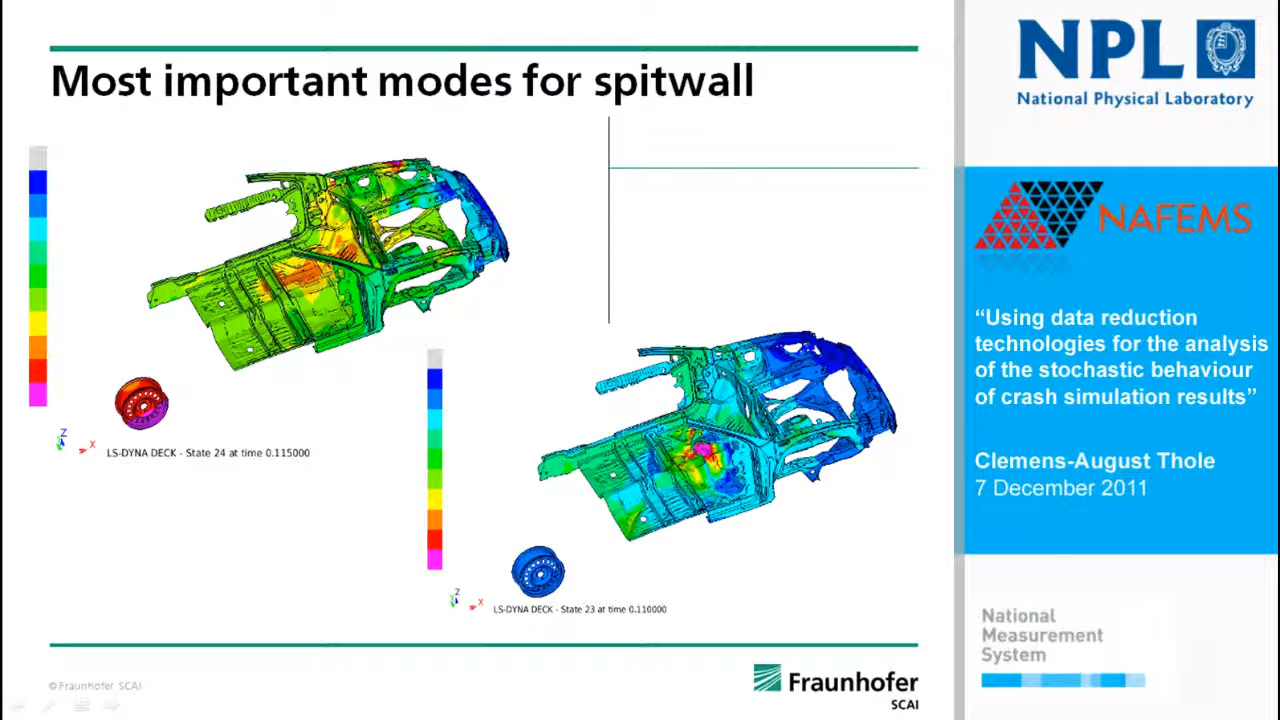 Most important modes for spitwall
Z
X
LS-DYNA DECK - State 24 at time 0.115000
Z
X
LS-DYNA DECK - State 23 at time 0.110000
©Fraunhofer SCAI
Fraunhofer
SCAI
NPL
National Physical Laboratory
NAFEMS
“Using data reduction
technologies for the analysis
of the stochastic behaviour
of crash simulation results”
Clemens-August Thole
7 December 2011
National
Measurement
System